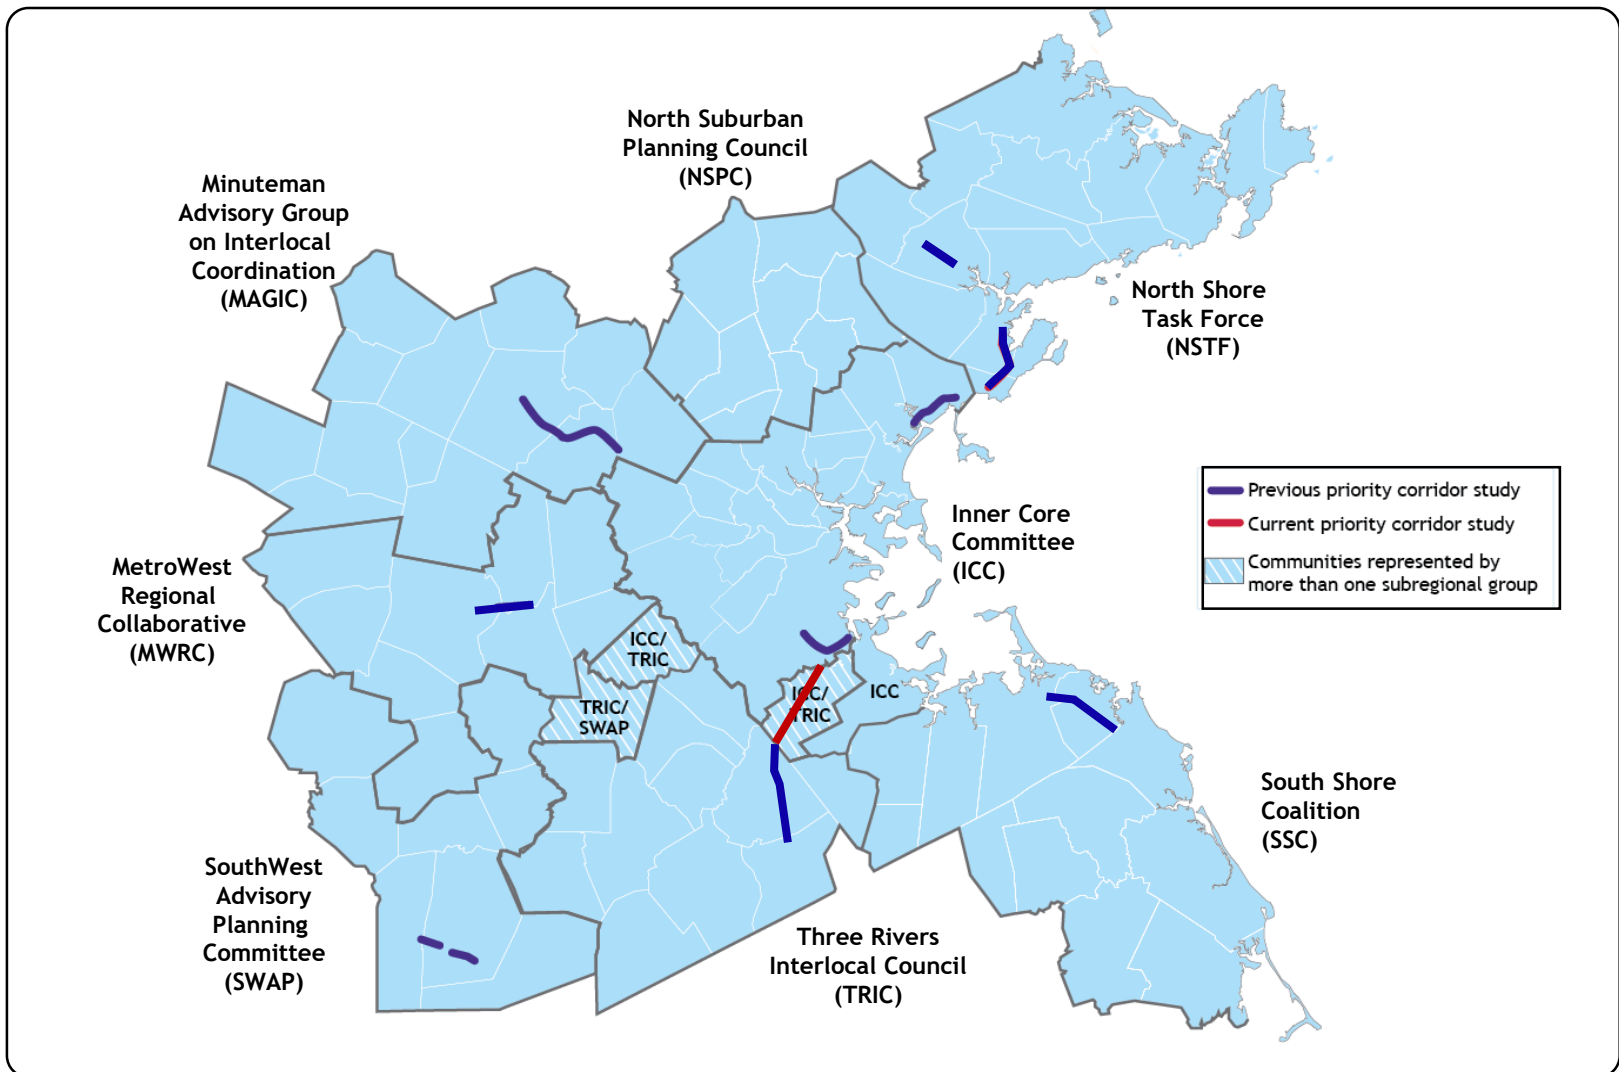 North Suburban
Planning Council
(NSPC)
Minuteman
Advisory Group
on Interlocal
Coordination
(MAGIC)
North Shore
Task Force
(NSTF)
Previous priority corridor study
Current priority corridor study
Communities represented by
more than one subregional group
Inner Core
Committee
(ICC)
MetroWest
Regional
Collaborative
(MWRC)
ICC/
TRIC
TRIC/
SWAP
ICC/
TRIC
ICC
South Shore
Coalition
(SSC)
SouthWest
Advisory
Planning
Committee
(SWAP)
Three Rivers
Interlocal Council
(TRIC)